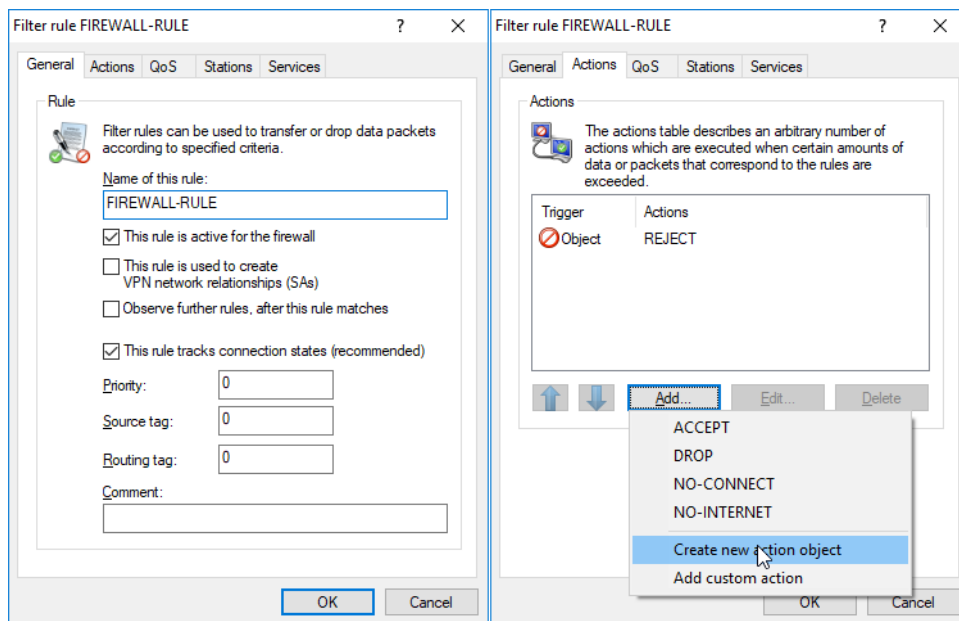 Filter rule FIREWALL-RULE
General Actions QoS Stations Services
Rule
Filter rules can be used to transfer or drop data packets
according to specified criteria.
Name of this rule:
FIREWALL-RULE
This rule is active for the firewall
This rule is used to create
VPN network relationships (SAs)
Observe further rules, after this rule matches
This rule tracks connection states (recommended)
Priority: 0
Source tag: 0
Routing tag: 0
Comment:
OK Cancel
Filter rule FIREWALL-RULE
General Actions QoS Stations Services
Actions
The actions table describes an arbitrary number of
actions which are executed when certain amounts of
data or packets that correspond to the rules are
exceeded.
Trigger Actions
Object REJECT
Add... Edit... Delete
ACCEPT
DROP
NO-CONNECT
NO-INTERNET
Create new action object
Add custom action
OK Cancel